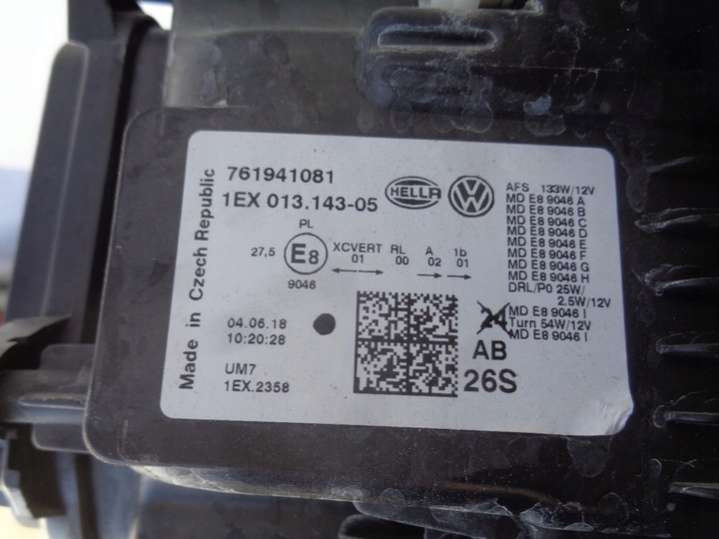 Made in Czech Republic
761941081
1EX 013.143-05
HELLA
VW
PL
27,5 E8 XCVERT RL A 1b
01 00 02 01
9046
04.06.18
10:20:28
UM7
1EX.2358
AFS 133W/12V
MD E8 9046 A
MD E8 9046 B
MD E8 9046 C
MD E8 9046 D
MD E8 9046 E
MD E8 9046 F
MD E8 9046 G
MD E8 9046 H
DRL/P0 25W/
2.5W/12V
MD E8 9046 I
24 Turn 54W/12V
MD E8 9046 I
AB
26S